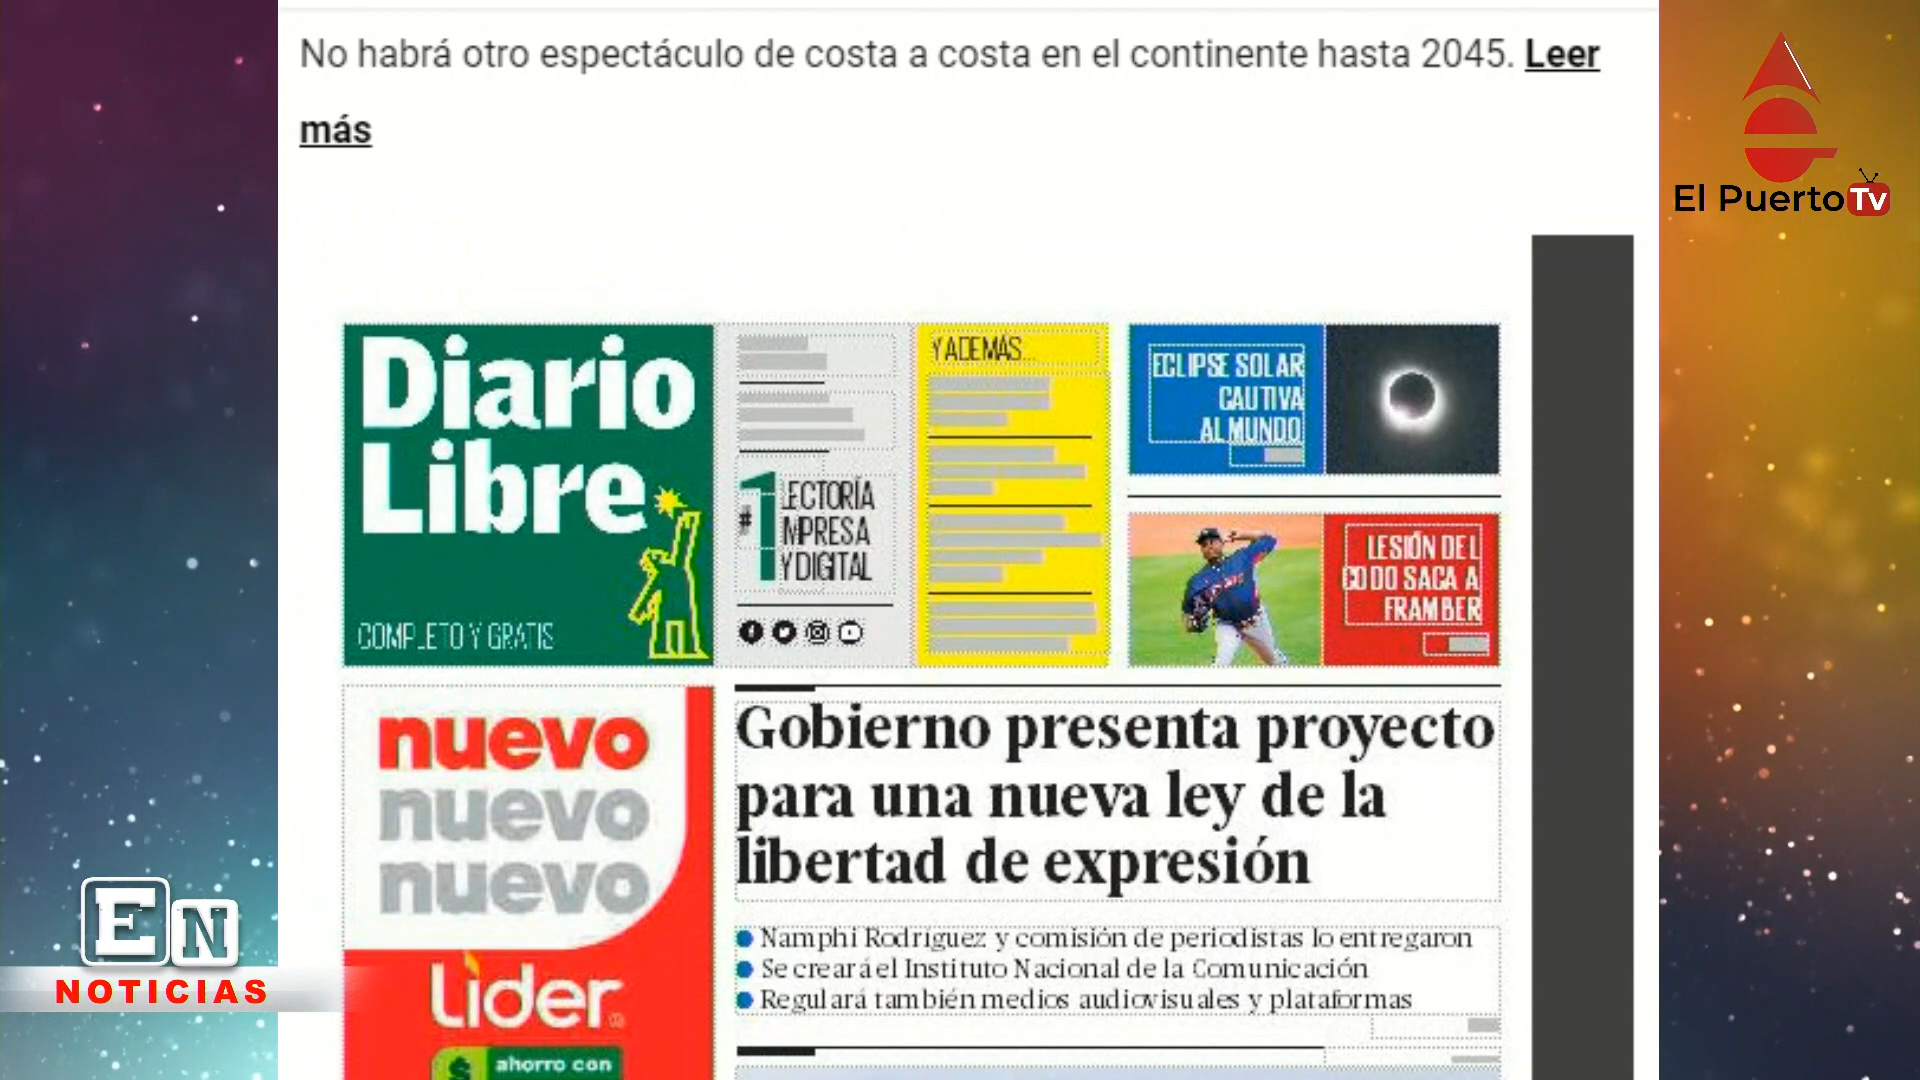 No habrá otro espectáculo de costa a costa en el continente hasta 2045. Leer
más
El Puerto Tv
Diario
Libre
COMPLETO Y GRATIS
#1 LECTORÍA
IMPRESA
Y DIGITAL
Y ADEMÁS...
ECLIPSE SOLAR
CAUTIVA
AL MUNDO
LESIÓN DEL
CODO SACA A
FRAMBER
nuevo
nuevo
nuevo
Líder
ahorro con
Gobierno presenta proyecto
para una nueva ley de la
libertad de expresión
Namphi Rodríguez y comisión de periodistas lo entregaron
Se creará el Instituto Nacional de la Comunicación
Regulará también medios audiovisuales y plataformas
EN
NOTICIAS